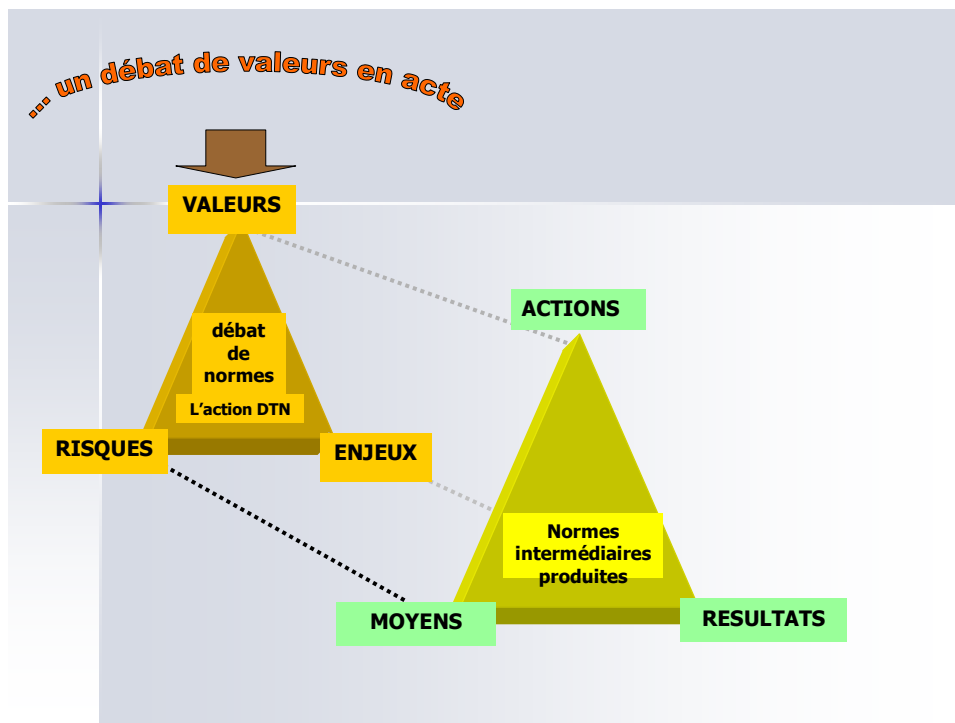 ... un débat de valeurs en acte
VALEURS
ACTIONS
débat
de
normes
L'action DTN
RISQUES
ENJEUX
Normes
intermédiaires
produites
MOYENS
RESULTATS